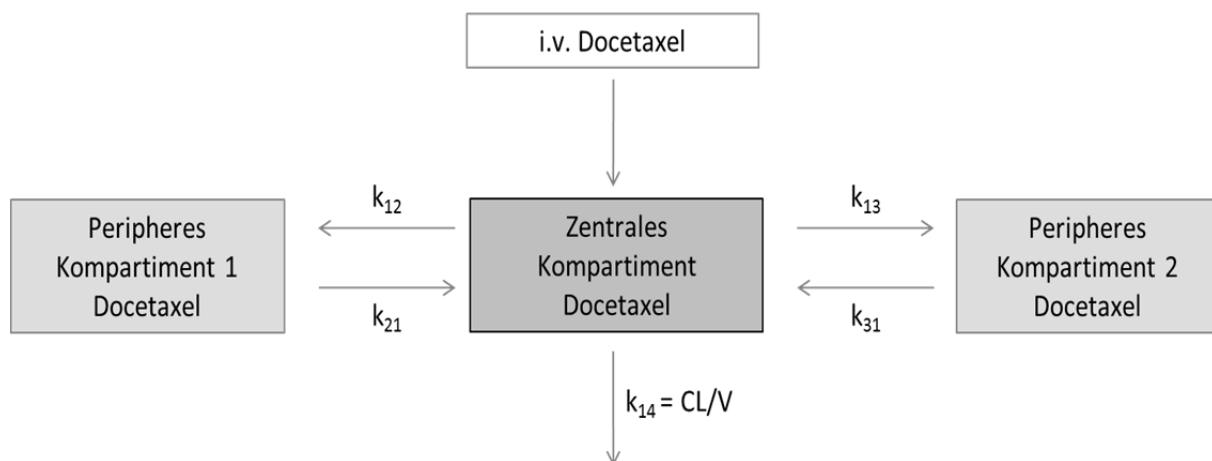 i.v. Docetaxel
k₁₂
k₁₃
Peripheres
Kompartiment 1
Docetaxel
Zentrales
Kompartiment
Docetaxel
Peripheres
Kompartiment 2
Docetaxel
k₂₁
k₃₁
k₁₄ = CL/V